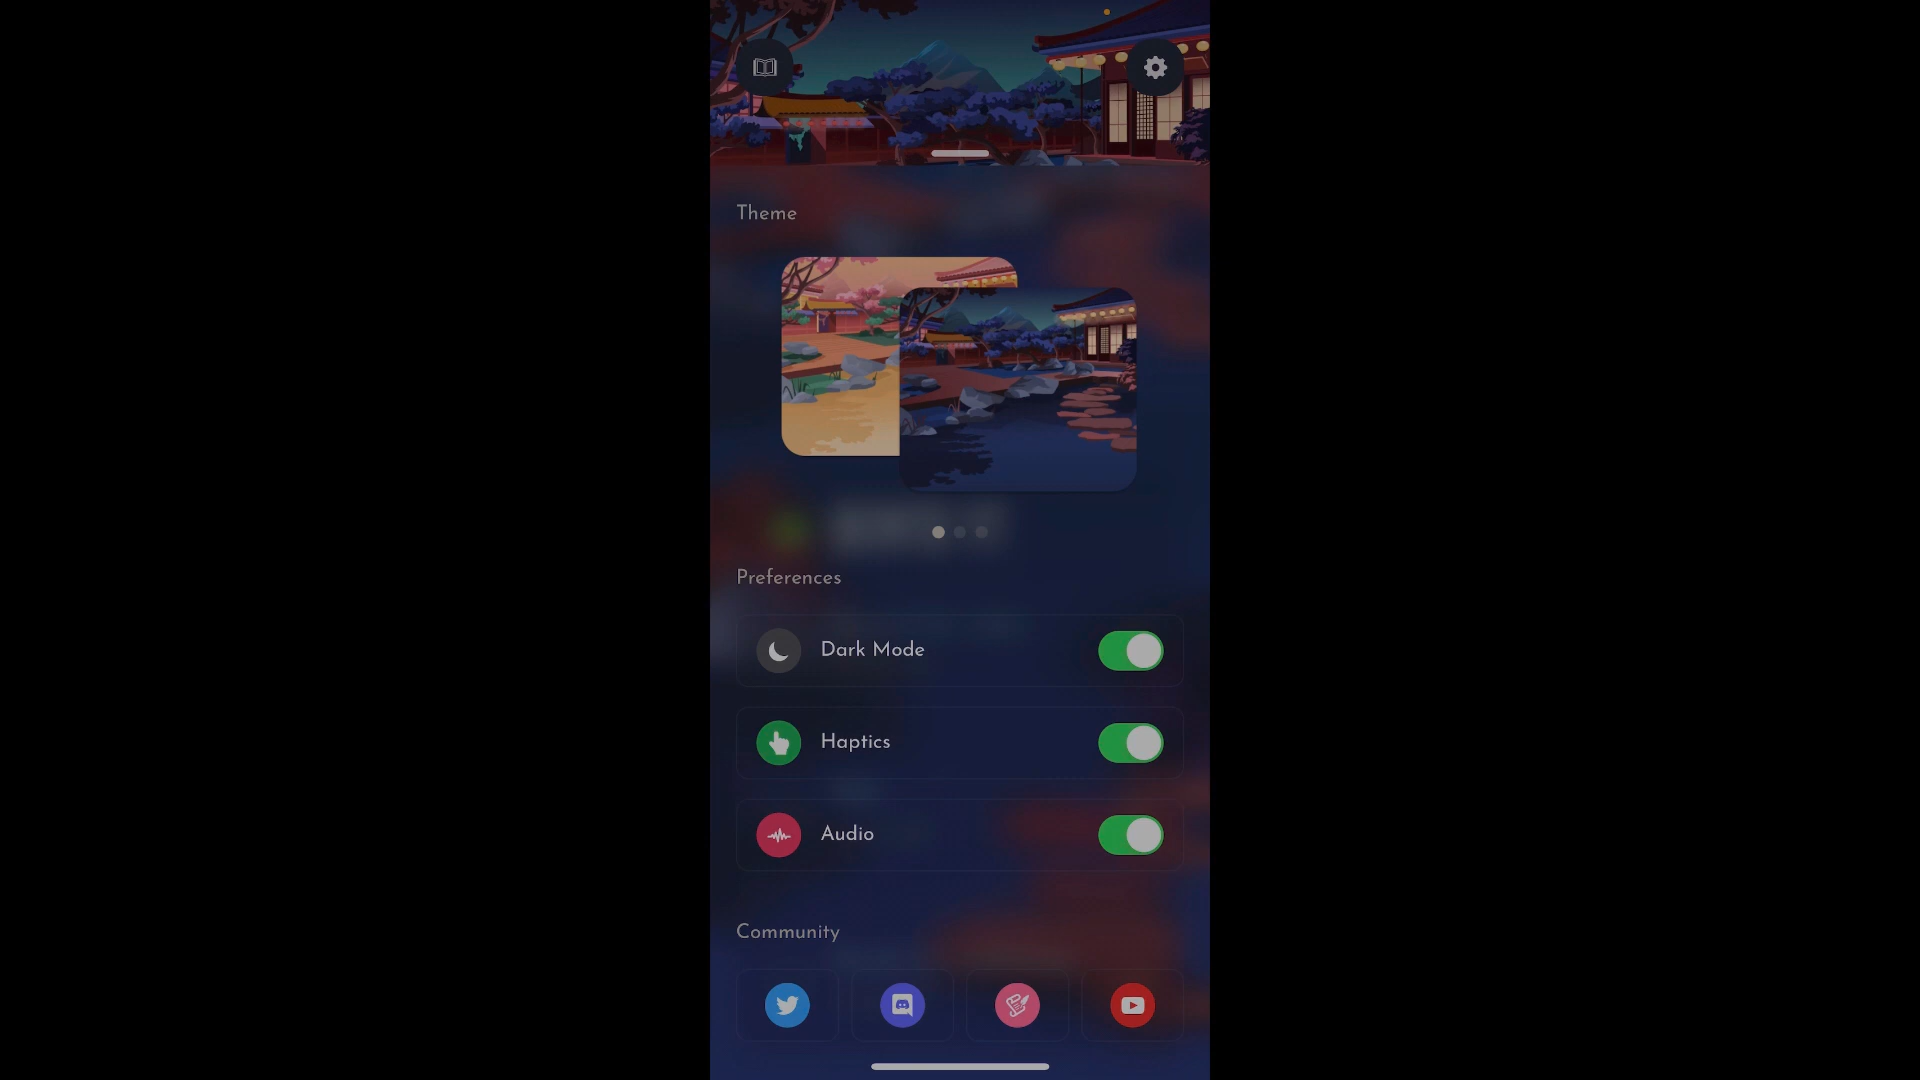 Theme
Preferences
Dark Mode
Haptics
Audio
Community